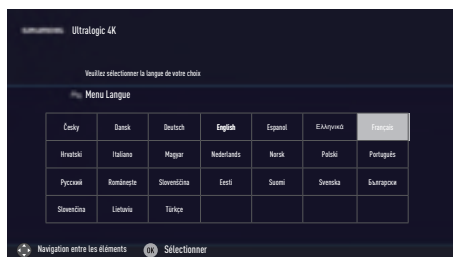 Ultralogic 4K
Veuillez sélectionner la langue de votre choix
Menu Langue
Česky Dansk Deutsch English Espanol Ελληνικά Français
Hrvatski Italiano Magyar Nederlands Norsk Polski Português
Русский Româneşte Slovenščina Eesti Suomi Svenska Български
Slovenčina Lietuviu Türkçe
Navigation entre les éléments OK Sélectionner